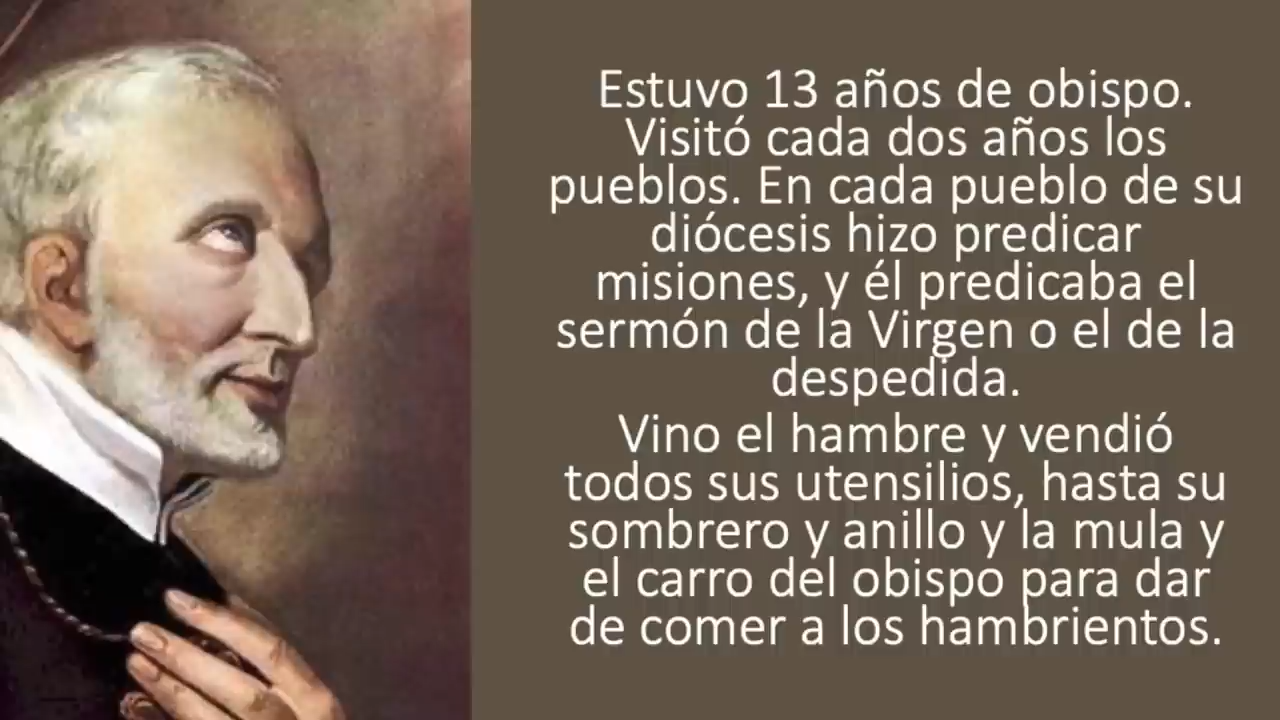 Estuvo 13 años de obispo.
Visitó cada dos años los
pueblos. En cada pueblo de su
diócesis hizo predicar
misiones, y él predicaba el
sermón de la Virgen o el de la
despedida.
Vino el hambre y vendió
todos sus utensilios, hasta su
sombrero y anillo y la mula y
el carro del obispo para dar
de comer a los hambrientos.